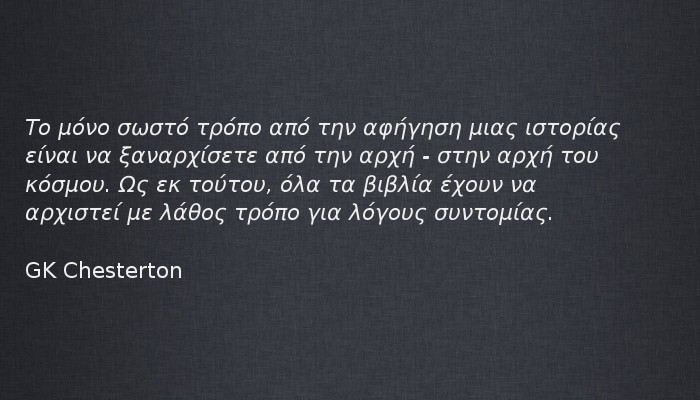 Το μόνο σωστό τρόπο από την αφήγηση μιας ιστορίας
είναι να ξαναρχίσετε από την αρχή - στην αρχή του
κόσμου. Ως εκ τούτου, όλα τα βιβλία έχουν να
αρχιστεί με λάθος τρόπο για λόγους συντομίας.
GK Chesterton